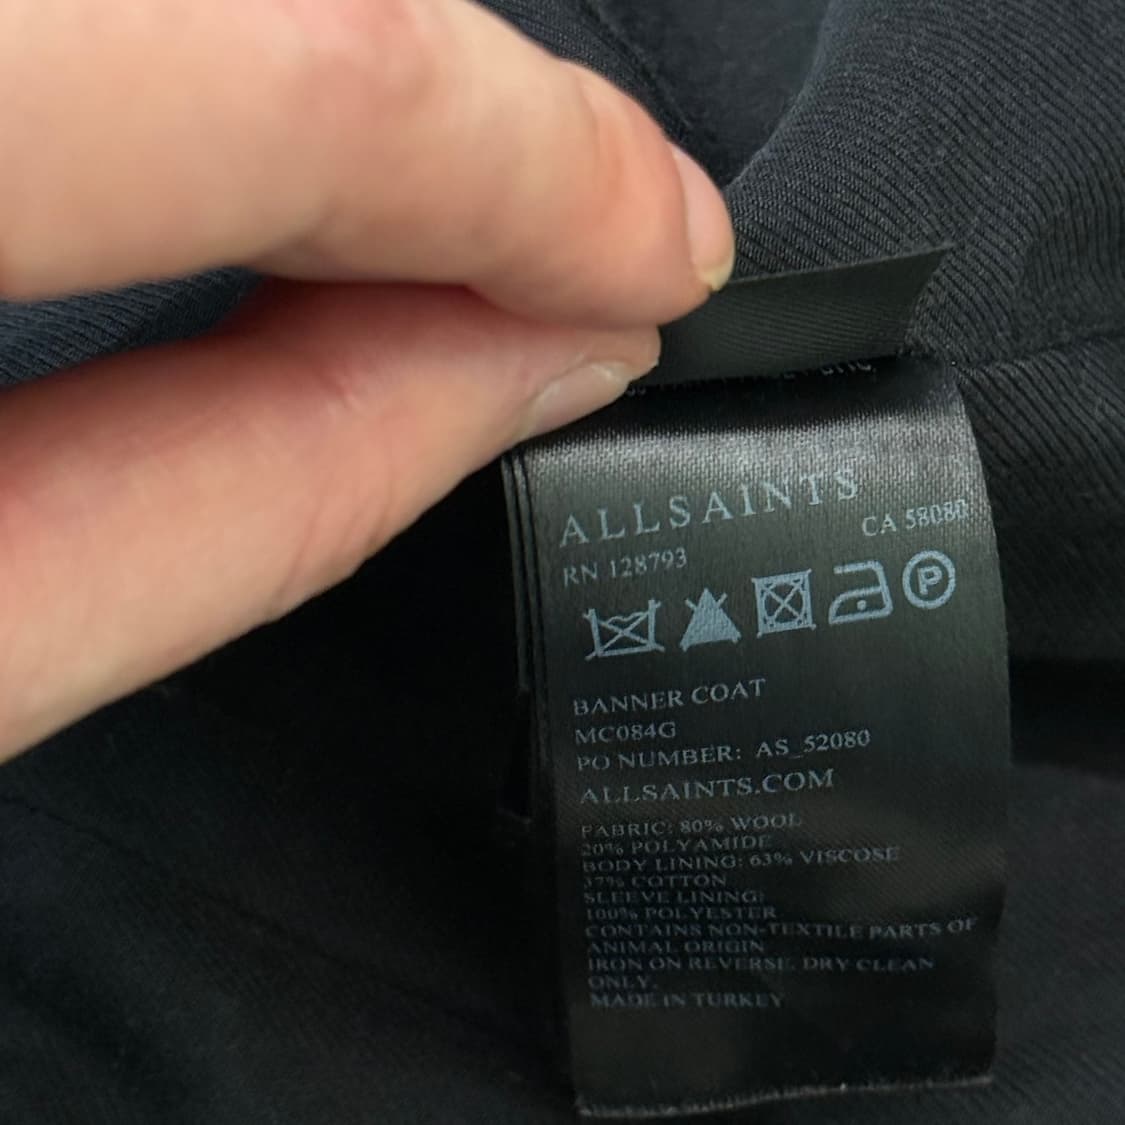 ALLSAINTS
RN 128793 CA 58080
P
BANNER COAT
MC084G
PO NUMBER: AS_52080
ALLSAINTS.COM
FABRIC: 80% WOOL
20% POLYAMIDE
BODY LINING: 63% VISCOSE
37% COTTON
SLEEVE LINING:
100% POLYESTER
CONTAINS NON-TEXTILE PARTS OF
ANIMAL ORIGIN
IRON ON REVERSE. DRY CLEAN
ONLY.
MADE IN TURKEY